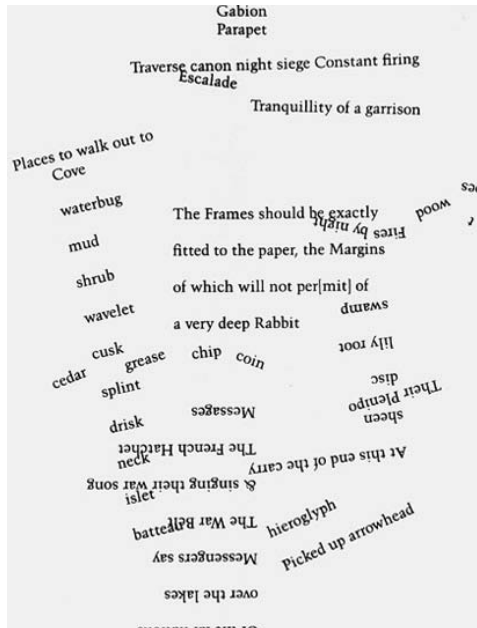 Gabion
Parapet
Traverse canon night siege Constant firing
Escalade
Tranquillity of a garrison
Places to walk out to
Cove
waterbug
mud
shrub
wavelet
cusk
cedar
grease
chip
coin
splint
drisk
neck
islet
batteau
hieroglyph
Picked up arrowhead
The Frames should be exactly
fitted to the paper, the Margins
of which will not per[mit] of
a very deep Rabbit
wood
Fires by night
swamp
lily root
disc
Their Plenipo
sheen
At this end of the carry
Messages
The French Hatchet
& singing their war song
The War Belt
Messengers say
over the lakes